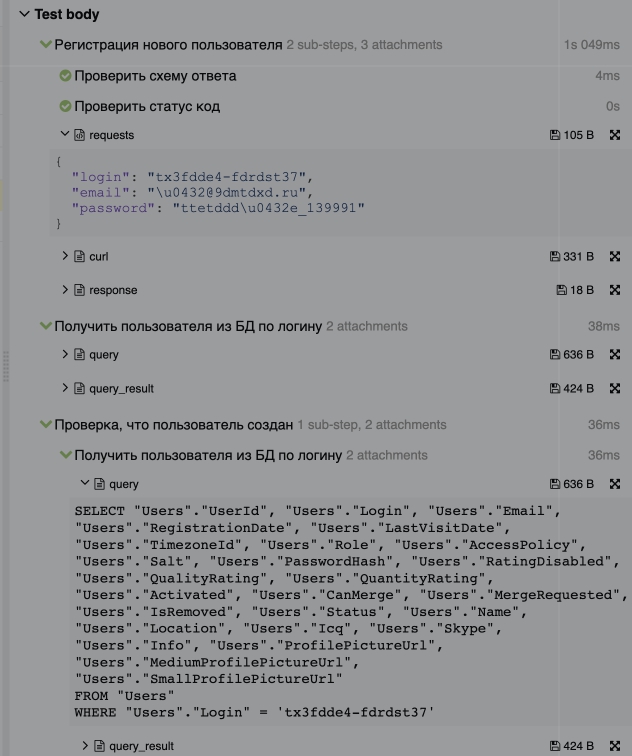 Test body
Регистрация нового пользователя 2 sub-steps, 3 attachments 1s 049ms
Проверить схему ответа 4ms
Проверить статус код 0s
requests 105 B
{
"login": "tx3fdde4-fdrdst37",
"email": "\u0432@9dmtdxd.ru",
"password": "ttetddd\u0432e_139991"
}
curl 331 B
response 18 B
Получить пользователя из БД по логину 2 attachments 38ms
query 636 B
query_result 424 B
Проверка, что пользователь создан 1 sub-step, 2 attachments 36ms
Получить пользователя из БД по логину 2 attachments 36ms
query 636 B
SELECT "Users"."UserId", "Users"."Login", "Users"."Email",
"Users"."RegistrationDate", "Users"."LastVisitDate",
"Users"."TimezoneId", "Users"."Role", "Users"."AccessPolicy",
"Users"."Salt", "Users"."PasswordHash", "Users"."RatingDisabled",
"Users"."QualityRating", "Users"."QuantityRating",
"Users"."Activated", "Users"."CanMerge", "Users"."MergeRequested",
"Users"."IsRemoved", "Users"."Status", "Users"."Name",
"Users"."Location", "Users"."Icq", "Users"."Skype",
"Users"."Info", "Users"."ProfilePictureUrl",
"Users"."MediumProfilePictureUrl",
"Users"."SmallProfilePictureUrl"
FROM "Users"
WHERE "Users"."Login" = 'tx3fdde4-fdrdst37'
query_result 424 B